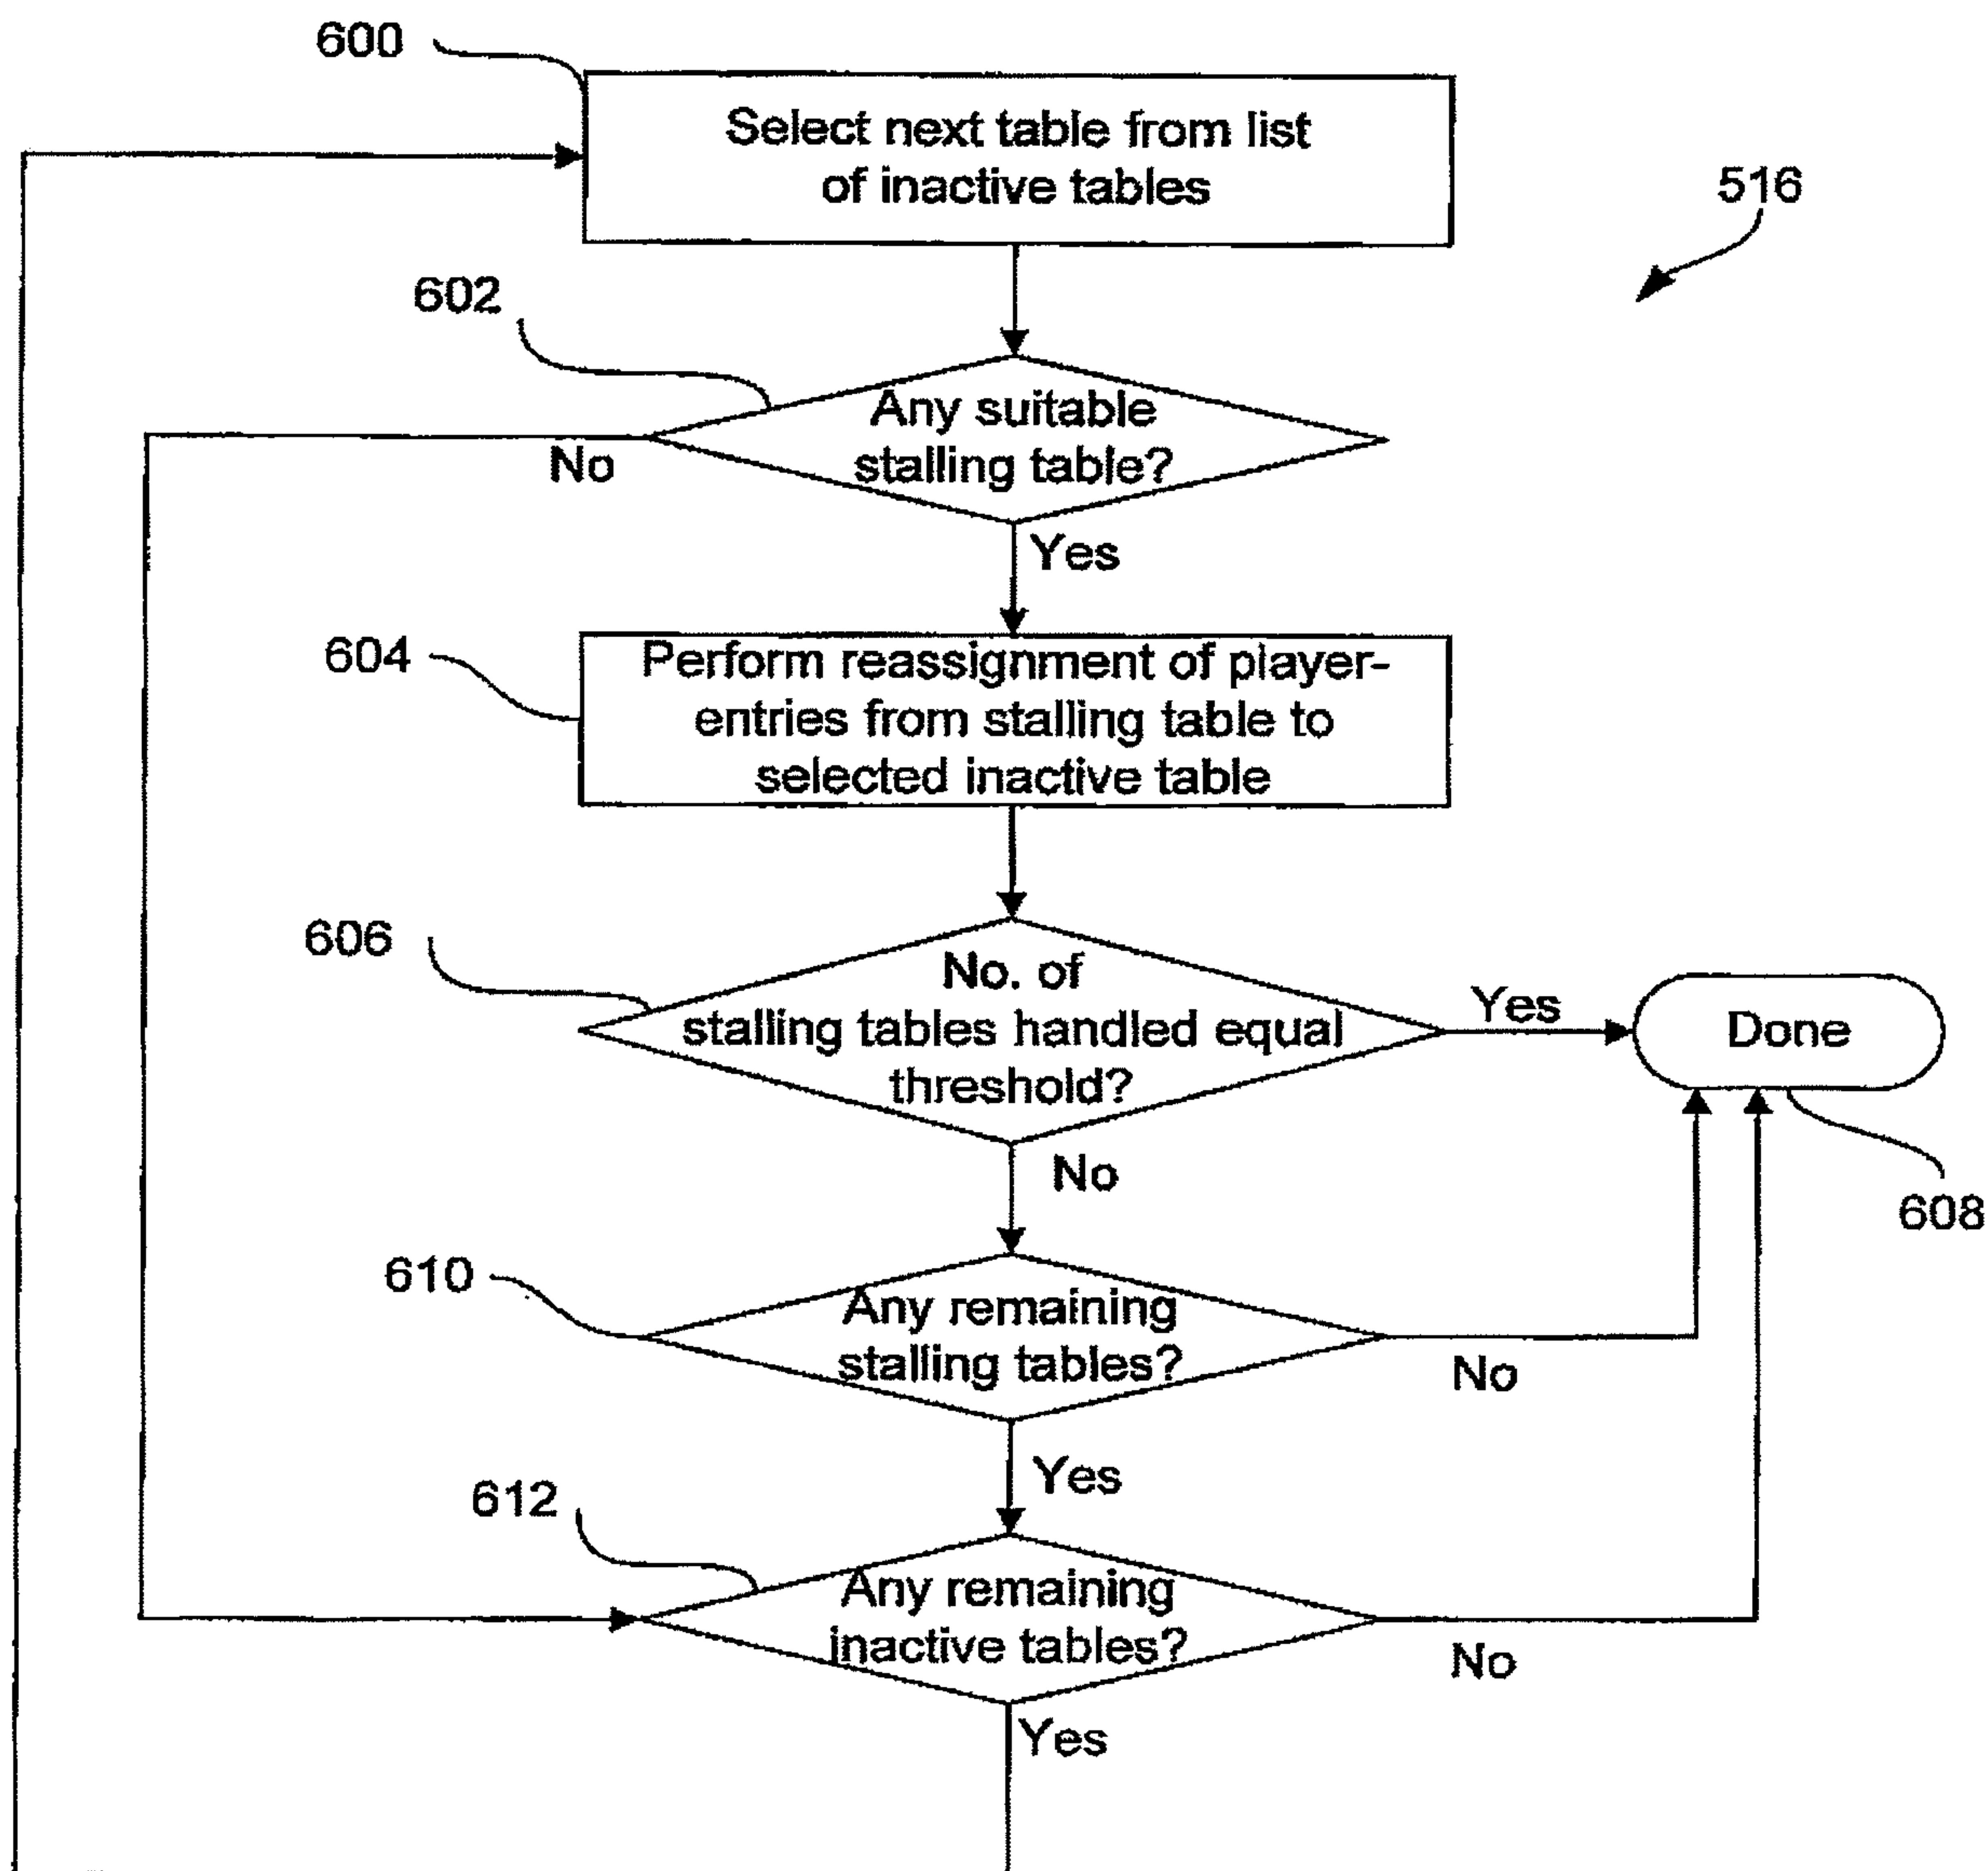 600
Select next table from list
of inactive tables
516
602
Any suitable
stalling table?
No
Yes
604
Perform reassignment of player-
entries from stalling table to
selected inactive table
606
No. of
stalling tables handled equal
threshold?
Yes
Done
No
608
610
Any remaining
stalling tables?
No
Yes
612
Any remaining
inactive tables?
No
Yes